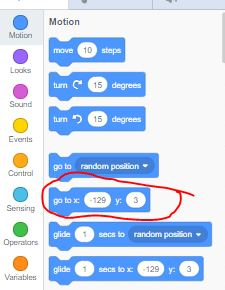 Motion
Looks
Sound
Events
Control
Sensing
Operators
Variables
Motion
move 10 steps
turn 15 degrees
turn 15 degrees
go to random position
go to x: -129 y: 3
glide 1 secs to random position
glide 1 secs to x: -129 y: 3